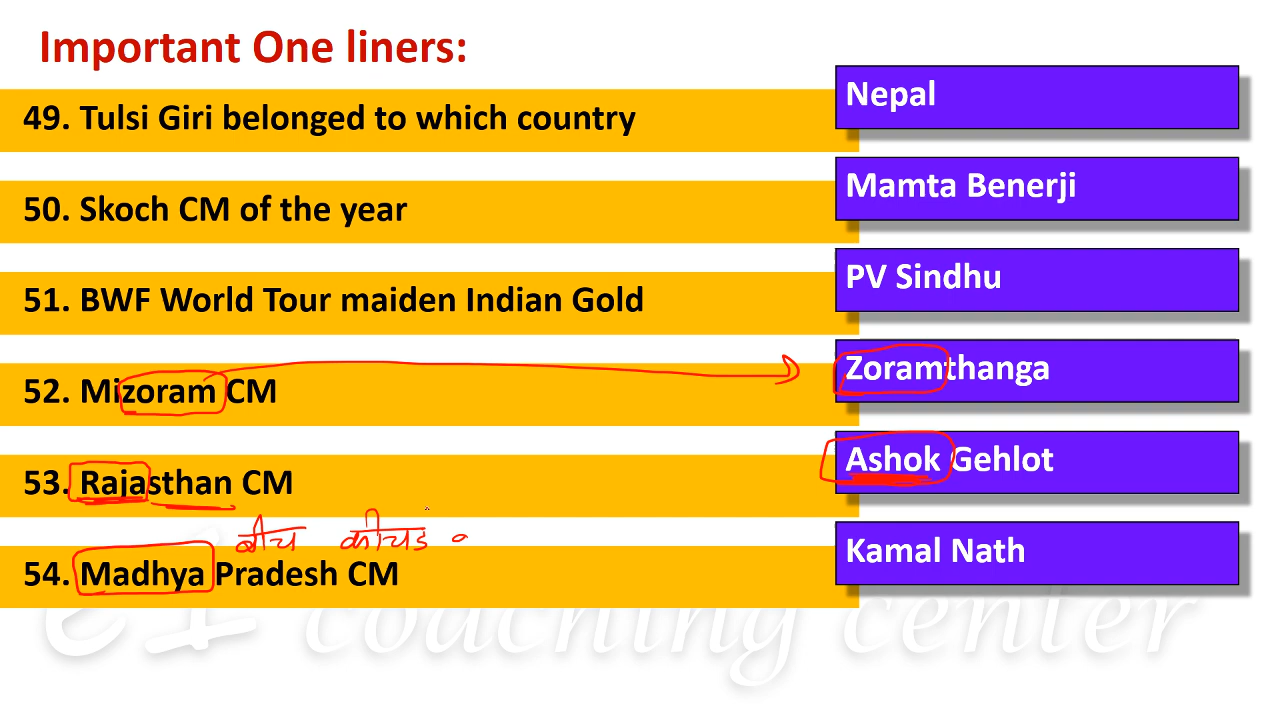 Important One liners:
49. Tulsi Giri belonged to which country
Nepal
50. Skoch CM of the year
Mamta Benerji
51. BWF World Tour maiden Indian Gold
PV Sindhu
52. Mizoram CM
Zoramthanga
53. Rajasthan CM
Ashok Gehlot
बीच कीचड
54. Madhya Pradesh CM
Kamal Nath
coaching center